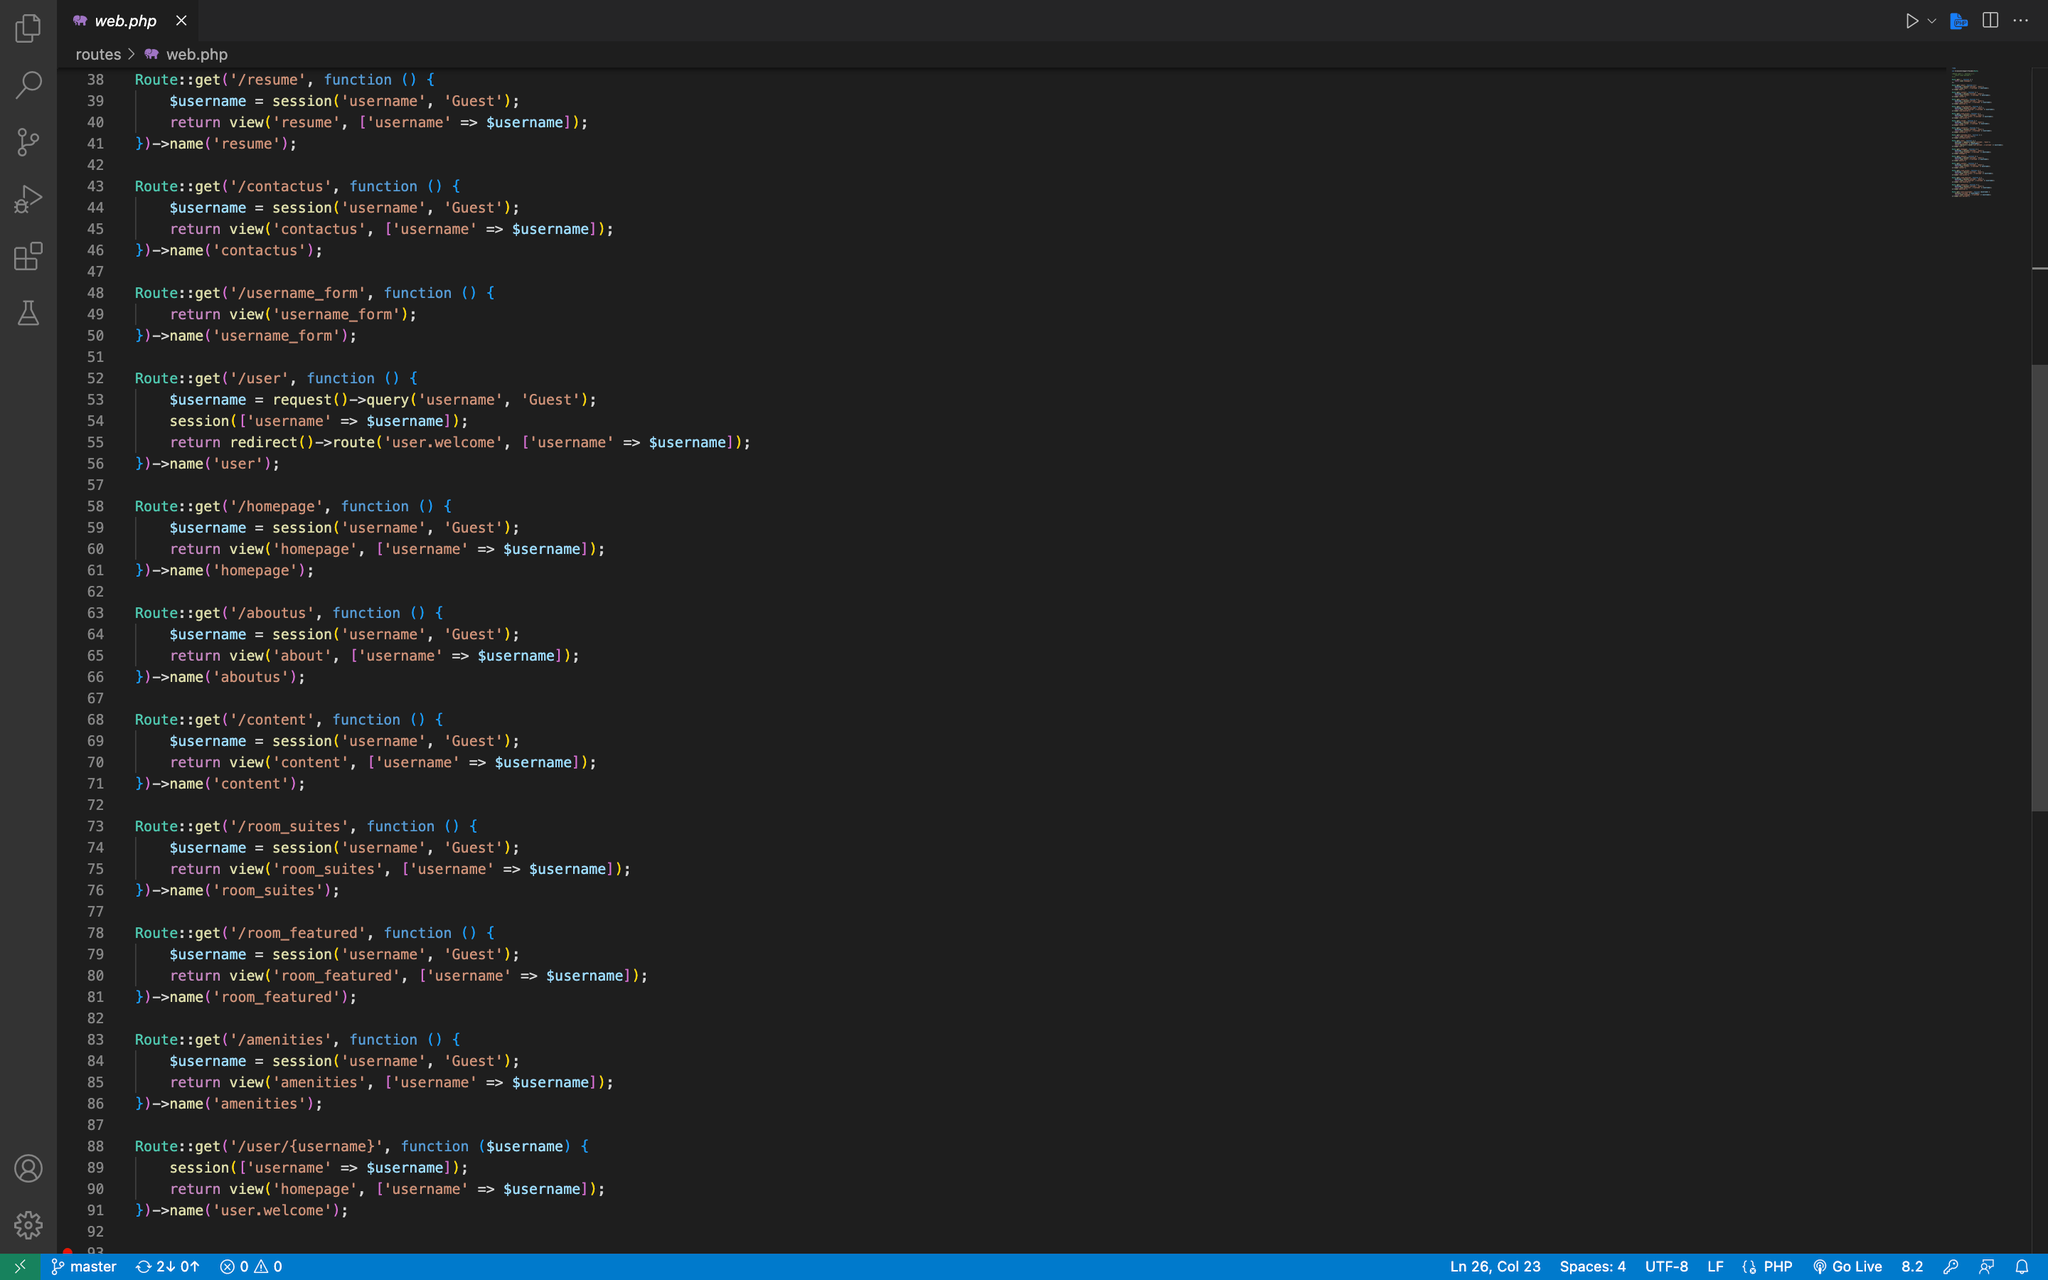 web.php
routes > web.php
38 Route::get('/resume', function () {
39     $username = session('username', 'Guest');
40     return view('resume', ['username' => $username]);
41 })->name('resume');
42
43 Route::get('/contactus', function () {
44     $username = session('username', 'Guest');
45     return view('contactus', ['username' => $username]);
46 })->name('contactus');
47
48 Route::get('/username_form', function () {
49     return view('username_form');
50 })->name('username_form');
51
52 Route::get('/user', function () {
53     $username = request()->query('username', 'Guest');
54     session(['username' => $username]);
55     return redirect()->route('user.welcome', ['username' => $username]);
56 })->name('user');
57
58 Route::get('/homepage', function () {
59     $username = session('username', 'Guest');
60     return view('homepage', ['username' => $username]);
61 })->name('homepage');
62
63 Route::get('/aboutus', function () {
64     $username = session('username', 'Guest');
65     return view('about', ['username' => $username]);
66 })->name('aboutus');
67
68 Route::get('/content', function () {
69     $username = session('username', 'Guest');
70     return view('content', ['username' => $username]);
71 })->name('content');
72
73 Route::get('/room_suites', function () {
74     $username = session('username', 'Guest');
75     return view('room_suites', ['username' => $username]);
76 })->name('room_suites');
77
78 Route::get('/room_featured', function () {
79     $username = session('username', 'Guest');
80     return view('room_featured', ['username' => $username]);
81 })->name('room_featured');
82
83 Route::get('/amenities', function () {
84     $username = session('username', 'Guest');
85     return view('amenities', ['username' => $username]);
86 })->name('amenities');
87
88 Route::get('/user/{username}', function ($username) {
89     session(['username' => $username]);
90     return view('homepage', ['username' => $username]);
91 })->name('user.welcome');
92
93
master 2↓ 0↑ 0 0 Ln 26, Col 23 Spaces: 4 UTF-8 LF PHP Go Live 8.2